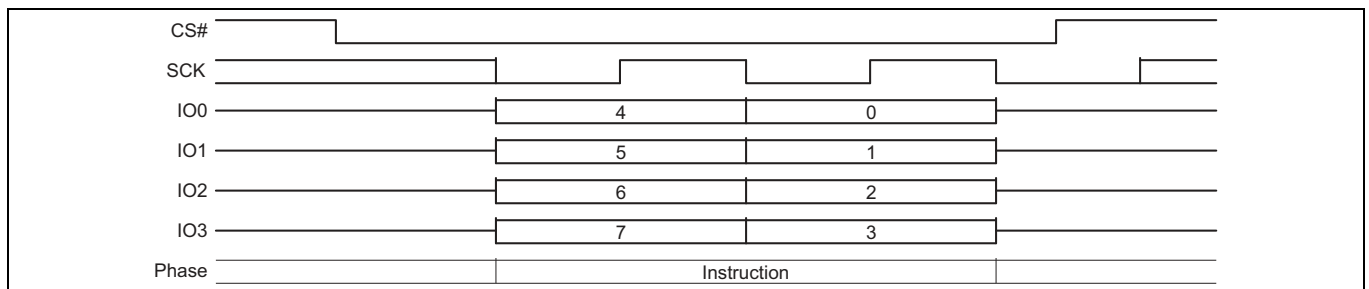 CS#
SCK
IO0 4 0
IO1 5 1
IO2 6 2
IO3 7 3
Phase Instruction